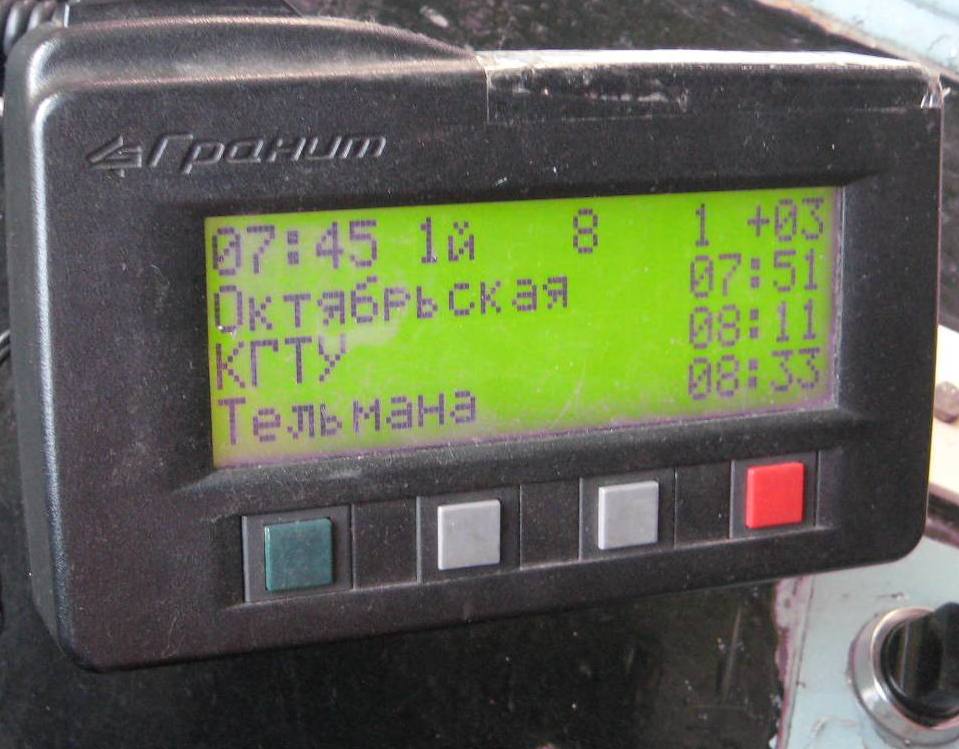 Гранит
07:45 1й 8 1 +03
Октябрьская 07:51
КГТУ 08:11
Тельмана 08:33